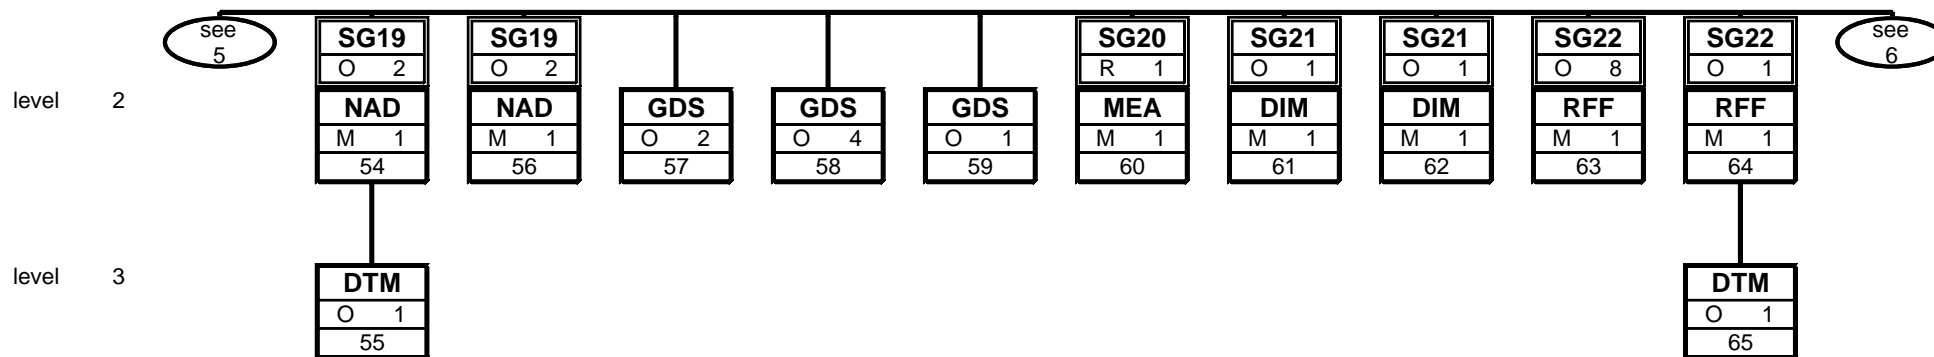 see
5
SG19
O 2
SG19
O 2
SG20
R 1
SG21
O 1
SG21
O 1
SG22
O 8
SG22
O 1
see
6
level 2
NAD
M 1
54
NAD
M 1
56
GDS
O 2
57
GDS
O 4
58
GDS
O 1
59
MEA
M 1
60
DIM
M 1
61
DIM
M 1
62
RFF
M 1
63
RFF
M 1
64
level 3
DTM
O 1
55
DTM
O 1
65